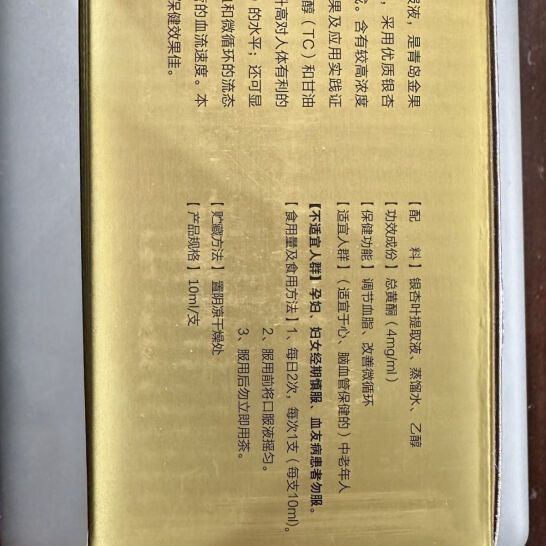 液，是青岛金果
，采用优质银杏
。含有较高浓度
果及应用实践证
醇（TC）和甘油
）的水平；还可显
升高对人体有利的
和微循环的流态
的血流速度。本
保健效果佳。
【配　　料】银杏叶提取液、蒸馏水、乙醇
【功效成份】总黄酮（4mg/ml）
【保健功能】调节血脂、改善微循环
【适宜人群】（适宜于心、脑血管保健的）中老年人
【不适宜人群】孕妇、妇女经期慎服、血友病患者勿服。
【食用量及食用方法】1、每日2次，每次1支（每支10ml）。
2、服用前将口服液摇匀。
3、服用后勿立即用茶。
【贮藏方法】置阴凉干燥处
【产品规格】10ml/支